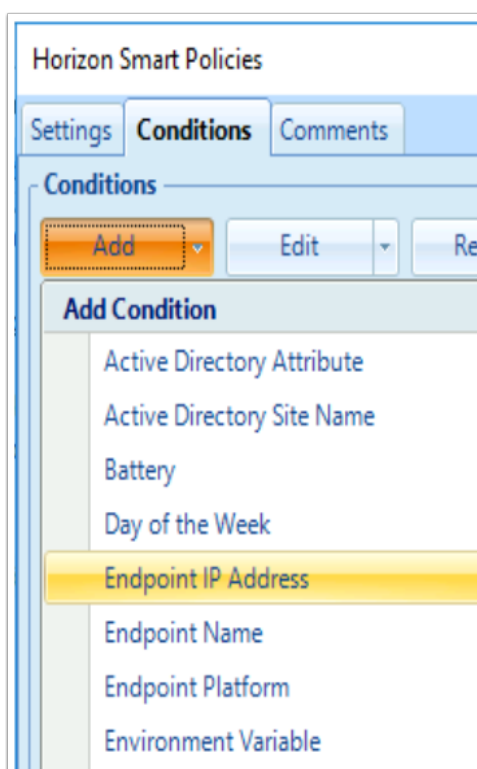 Horizon Smart Policies
Settings Conditions Comments
Conditions
Add Edit
Add Condition
Active Directory Attribute
Active Directory Site Name
Battery
Day of the Week
Endpoint IP Address
Endpoint Name
Endpoint Platform
Environment Variable